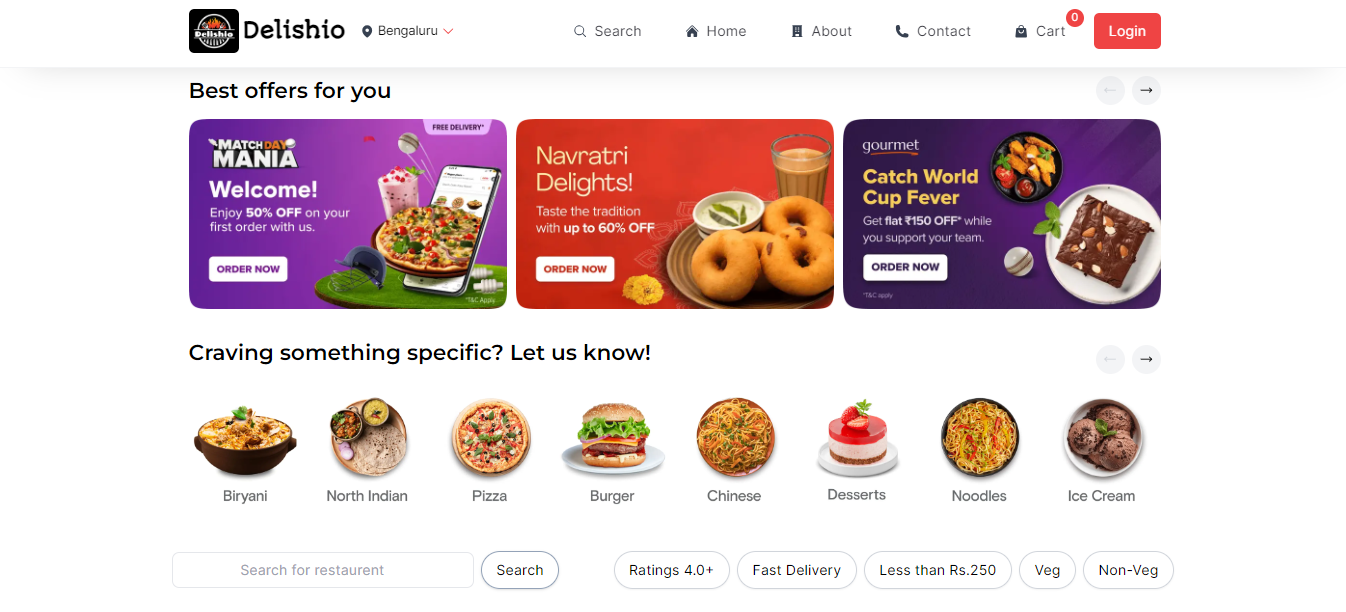 Delishio
Delishio
Bengaluru
Search
Home
About
Contact
Cart
0
Login
Best offers for you
←
→
FREE DELIVERY*
MATCH DAY
MANIA
Welcome!
Enjoy 50% OFF on your
first order with us.
ORDER NOW
*T&C Apply
Navratri
Delights!
Taste the tradition
with up to 60% OFF
ORDER NOW
gourmet
Catch World
Cup Fever
Get flat ₹150 OFF* while
you support your team.
ORDER NOW
*T&C apply
Craving something specific? Let us know!
←
→
Biryani
North Indian
Pizza
Burger
Chinese
Desserts
Noodles
Ice Cream
Search for restaurent
Search
Ratings 4.0+
Fast Delivery
Less than Rs.250
Veg
Non-Veg